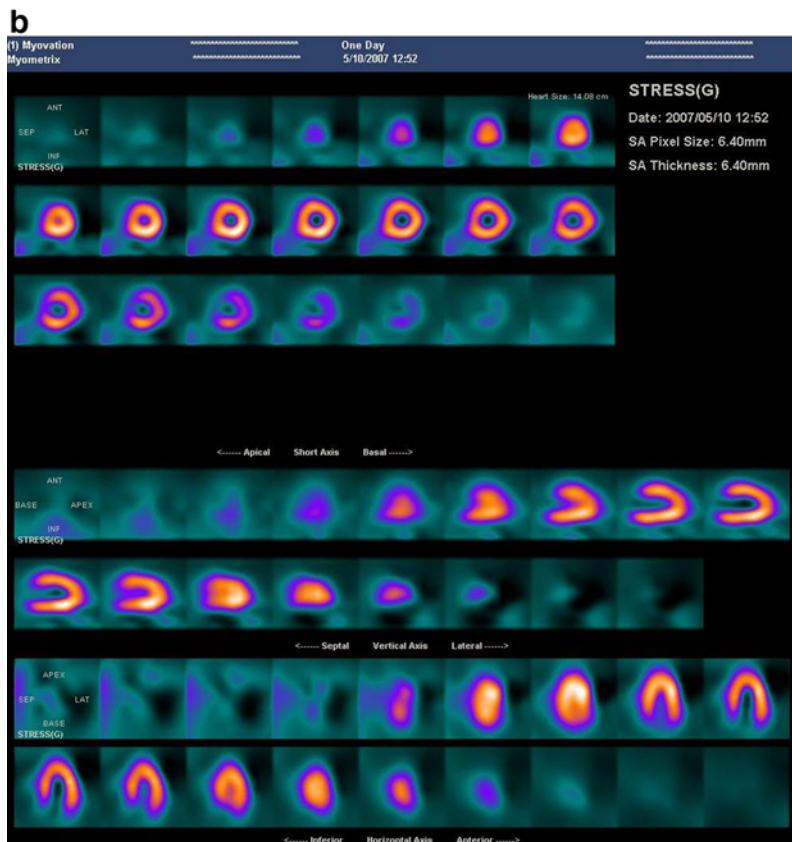 b
(1) Myovation One Day
Myometrix 5/10/2007 12:52
Heart Size: 14.08 cm
STRESS(G)
Date: 2007/05/10 12:52
SA Pixel Size: 6.40mm
SA Thickness: 6.40mm
ANT
SEP LAT
INF
STRESS(G)
<------ Apical Short Axis Basal ------>
ANT
BASE APEX
INF
STRESS(G)
<------ Septal Vertical Axis Lateral ------>
APEX
SEP LAT
BASE
STRESS(G)
<------ Inferior Horizontal Axis Anterior ------>